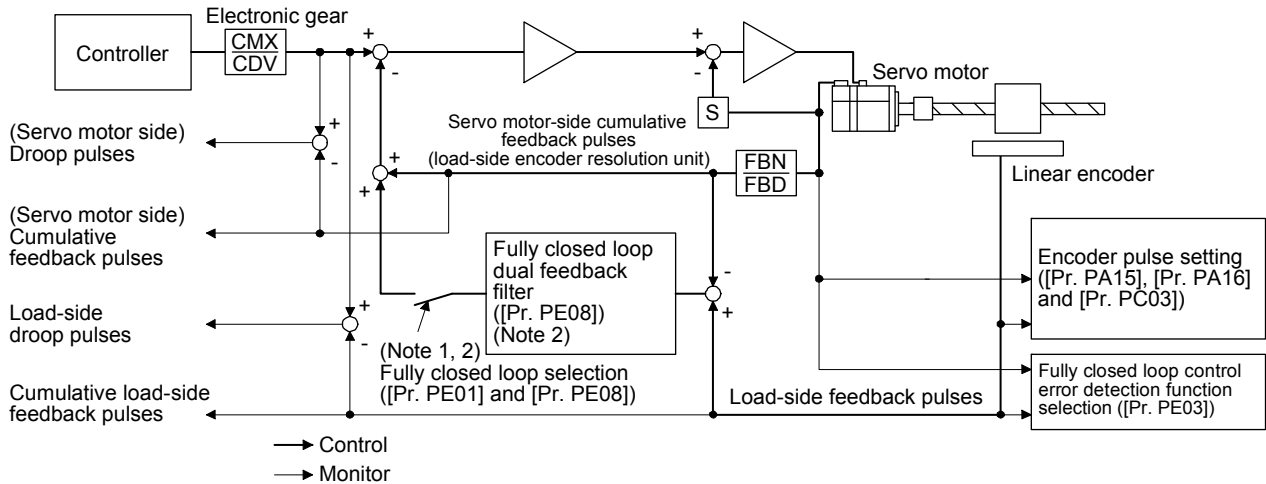 Electronic gear
Controller
CMX
CDV
+
-
+
-
Servo motor
S
(Servo motor side)
Droop pulses
+
-
Servo motor-side cumulative
feedback pulses
(load-side encoder resolution unit)
+
+
FBN
FBD
Linear encoder
(Servo motor side)
Cumulative
feedback pulses
Fully closed loop
dual feedback
filter
([Pr. PE08])
(Note 2)
-
+
Encoder pulse setting
([Pr. PA15], [Pr. PA16]
and [Pr. PC03])
Load-side
droop pulses
+
-
(Note 1, 2)
Fully closed loop selection
([Pr. PE01] and [Pr. PE08])
Cumulative load-side
feedback pulses
Load-side feedback pulses
Fully closed loop control
error detection function
selection ([Pr. PE03])
Control
Monitor